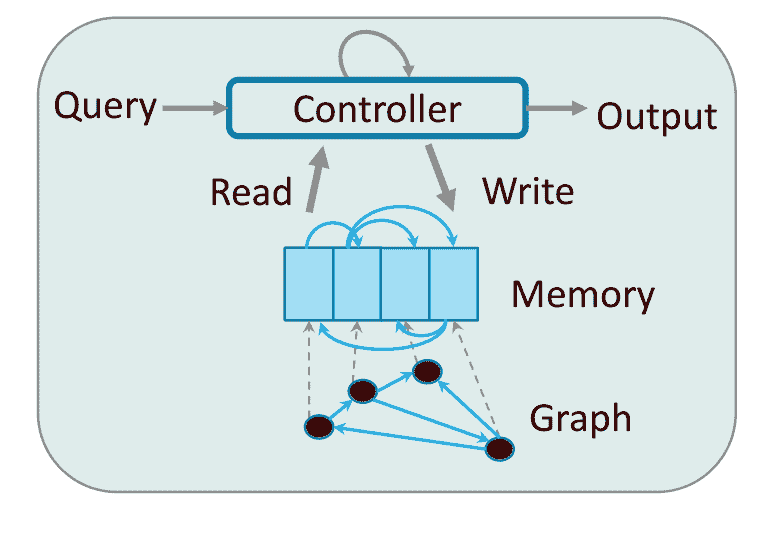 Query
Controller
Output
Read
Write
Memory
Graph